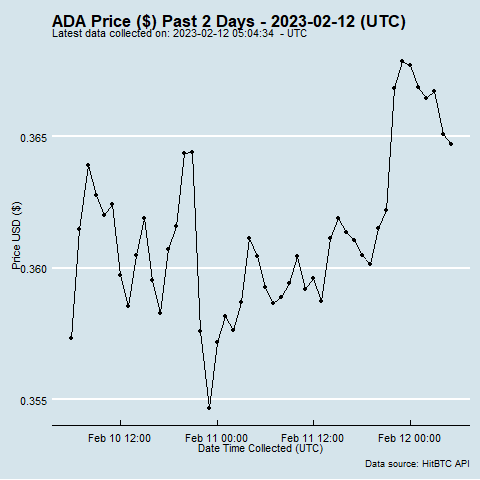 ADA Price ($) Past 2 Days - 2023-02-12 (UTC)
Latest data collected on: 2023-02-12 05:04:34 - UTC
0.365
Price USD ($)
0.360
0.355
Feb 10 12:00 Feb 11 00:00 Feb 11 12:00 Feb 12 00:00
Date Time Collected (UTC)
Data source: HitBTC API